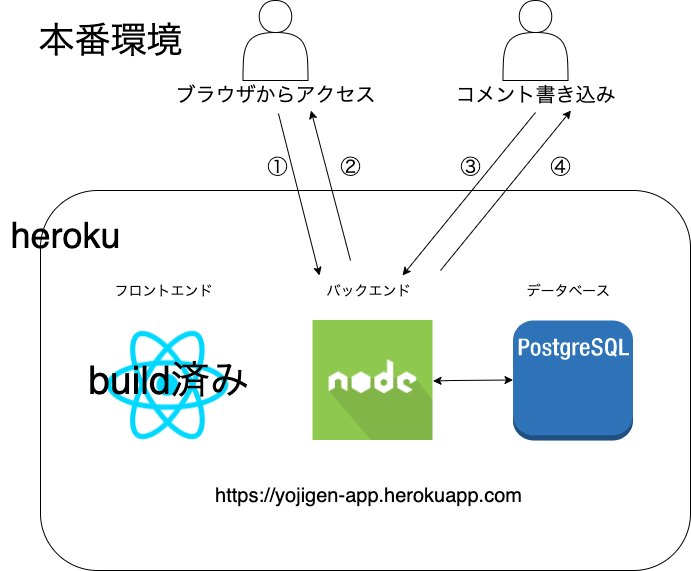 本番環境
ブラウザからアクセス
コメント書き込み
① ② ③ ④
heroku
フロントエンド
バックエンド
データベース
build済み
node
PostgreSQL
https://yojigen-app.herokuapp.com